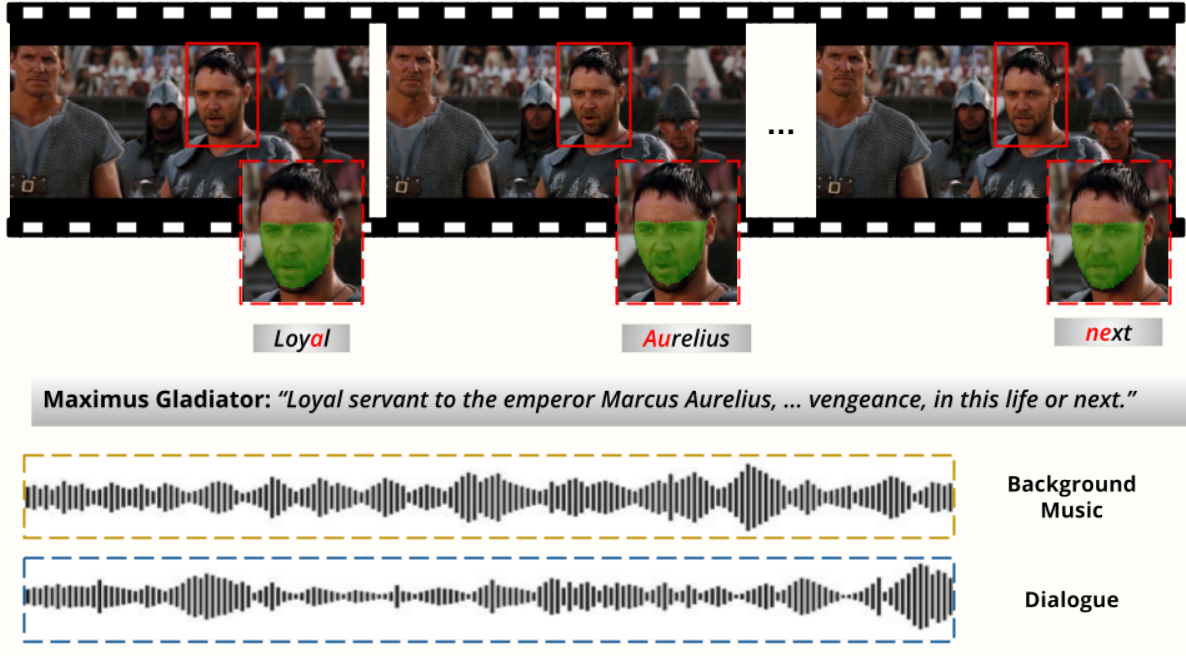 ...
Loyal
Aurelius
next
Maximus Gladiator: “Loyal servant to the emperor Marcus Aurelius, ... vengeance, in this life or next.”
Background
Music
Dialogue